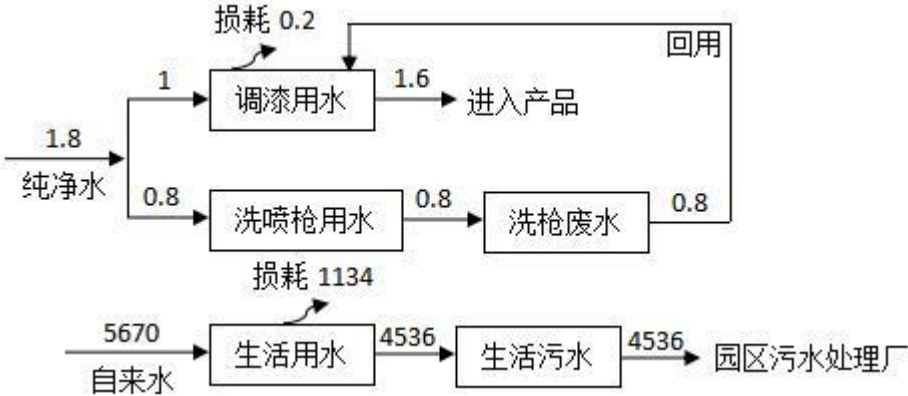 损耗 0.2
回用
1
调漆用水
1.6
进入产品
1.8
纯净水
0.8
洗喷枪用水
0.8
洗枪废水
0.8
损耗 1134
5670
自来水
生活用水
4536
生活污水
4536
园区污水处理厂